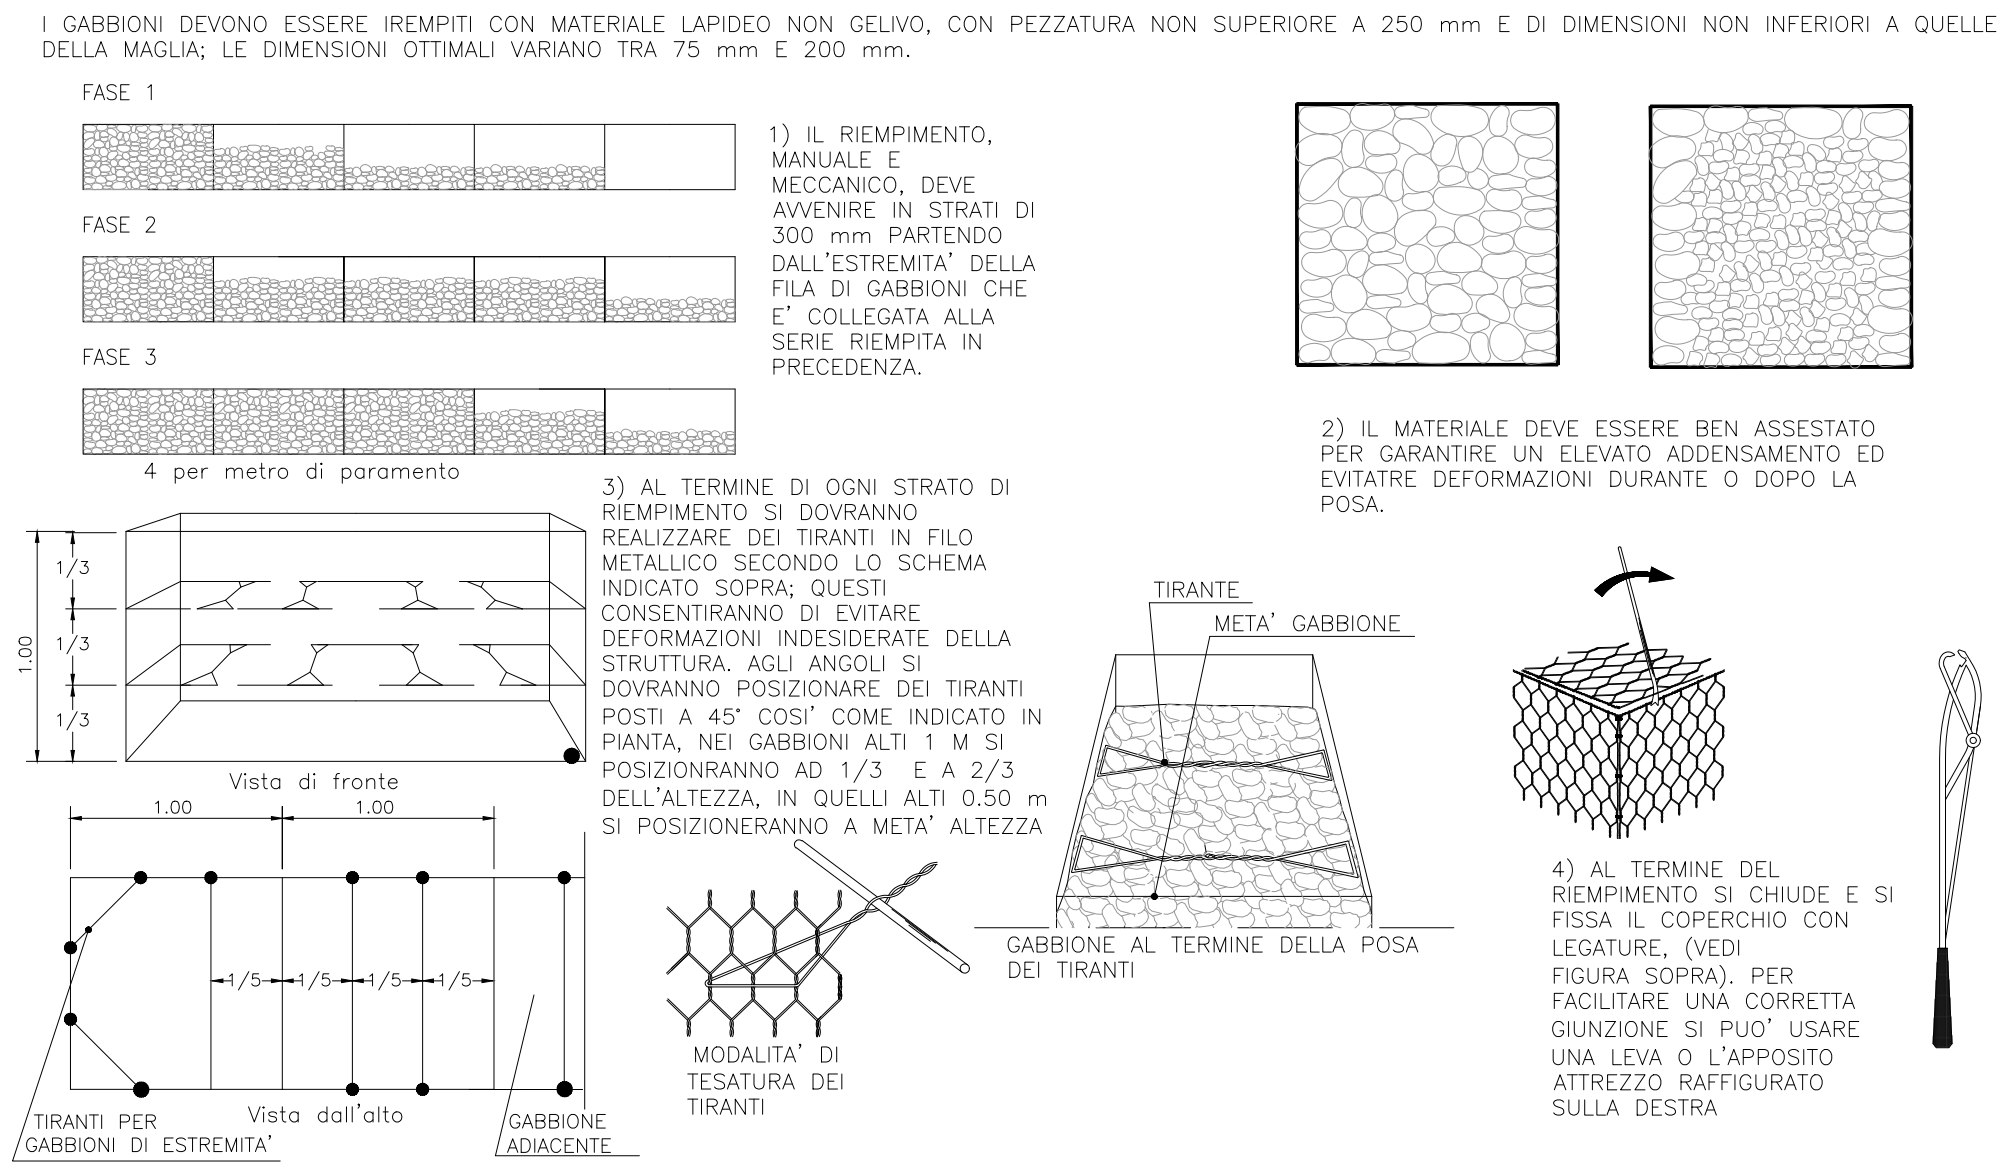 I GABBIONI DEVONO ESSERE IREMPITI CON MATERIALE LAPIDEO NON GELIVO, CON PEZZATURA NON SUPERIORE A 250 mm E DI DIMENSIONI NON INFERIORI A QUELLE
DELLA MAGLIA; LE DIMENSIONI OTTIMALI VARIANO TRA 75 mm E 200 mm.
FASE 1
FASE 2
FASE 3
1) IL RIEMPIMENTO,
MANUALE E
MECCANICO, DEVE
AVVENIRE IN STRATI DI
300 mm PARTENDO
DALL'ESTREMITA' DELLA
FILA DI GABBIONI CHE
E' COLLEGATA ALLA
SERIE RIEMPITA IN
PRECEDENZA.
2) IL MATERIALE DEVE ESSERE BEN ASSESTATO
PER GARANTIRE UN ELEVATO ADDENSAMENTO ED
EVITATRE DEFORMAZIONI DURANTE O DOPO LA
POSA.
4 per metro di paramento
1/3
1/3
1/3
1.00
Vista di fronte
3) AL TERMINE DI OGNI STRATO DI
RIEMPIMENTO SI DOVRANNO
REALIZZARE DEI TIRANTI IN FILO
METALLICO SECONDO LO SCHEMA
INDICATO SOPRA; QUESTI
CONSENTIRANNO DI EVITARE
DEFORMAZIONI INDESIDERATE DELLA
STRUTTURA. AGLI ANGOLI SI
DOVRANNO POSIZIONARE DEI TIRANTI
POSTI A 45° COSI' COME INDICATO IN
PIANTA, NEI GABBIONI ALTI 1 M SI
POSIZIONRANNO AD 1/3 E A 2/3
DELL'ALTEZZA, IN QUELLI ALTI 0.50 m
SI POSIZIONERANNO A META' ALTEZZA
1.00
1.00
1/5
1/5
1/5
1/5
Vista dall'alto
TIRANTI PER
GABBIONI DI ESTREMITA'
GABBIONE
ADIACENTE
MODALITA' DI
TESATURA DEI
TIRANTI
TIRANTE
META' GABBIONE
GABBIONE AL TERMINE DELLA POSA
DEI TIRANTI
4) AL TERMINE DEL
RIEMPIMENTO SI CHIUDE E SI
FISSA IL COPERCHIO CON
LEGATURE, (VEDI
FIGURA SOPRA). PER
FACILITARE UNA CORRETTA
GIUNZIONE SI PUO' USARE
UNA LEVA O L'APPOSITO
ATTREZZO RAFFIGURATO
SULLA DESTRA